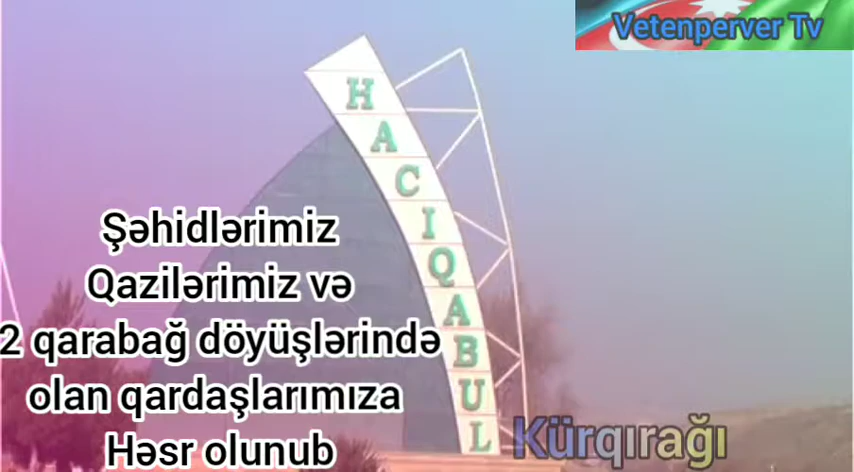 Vetenperver Tv
HACIQABUL
Şəhidlərimiz
Qazilərimiz və
2 qarabağ döyüşlərində
olan qardaşlarımıza
Həsr olunub
Kürqırağı